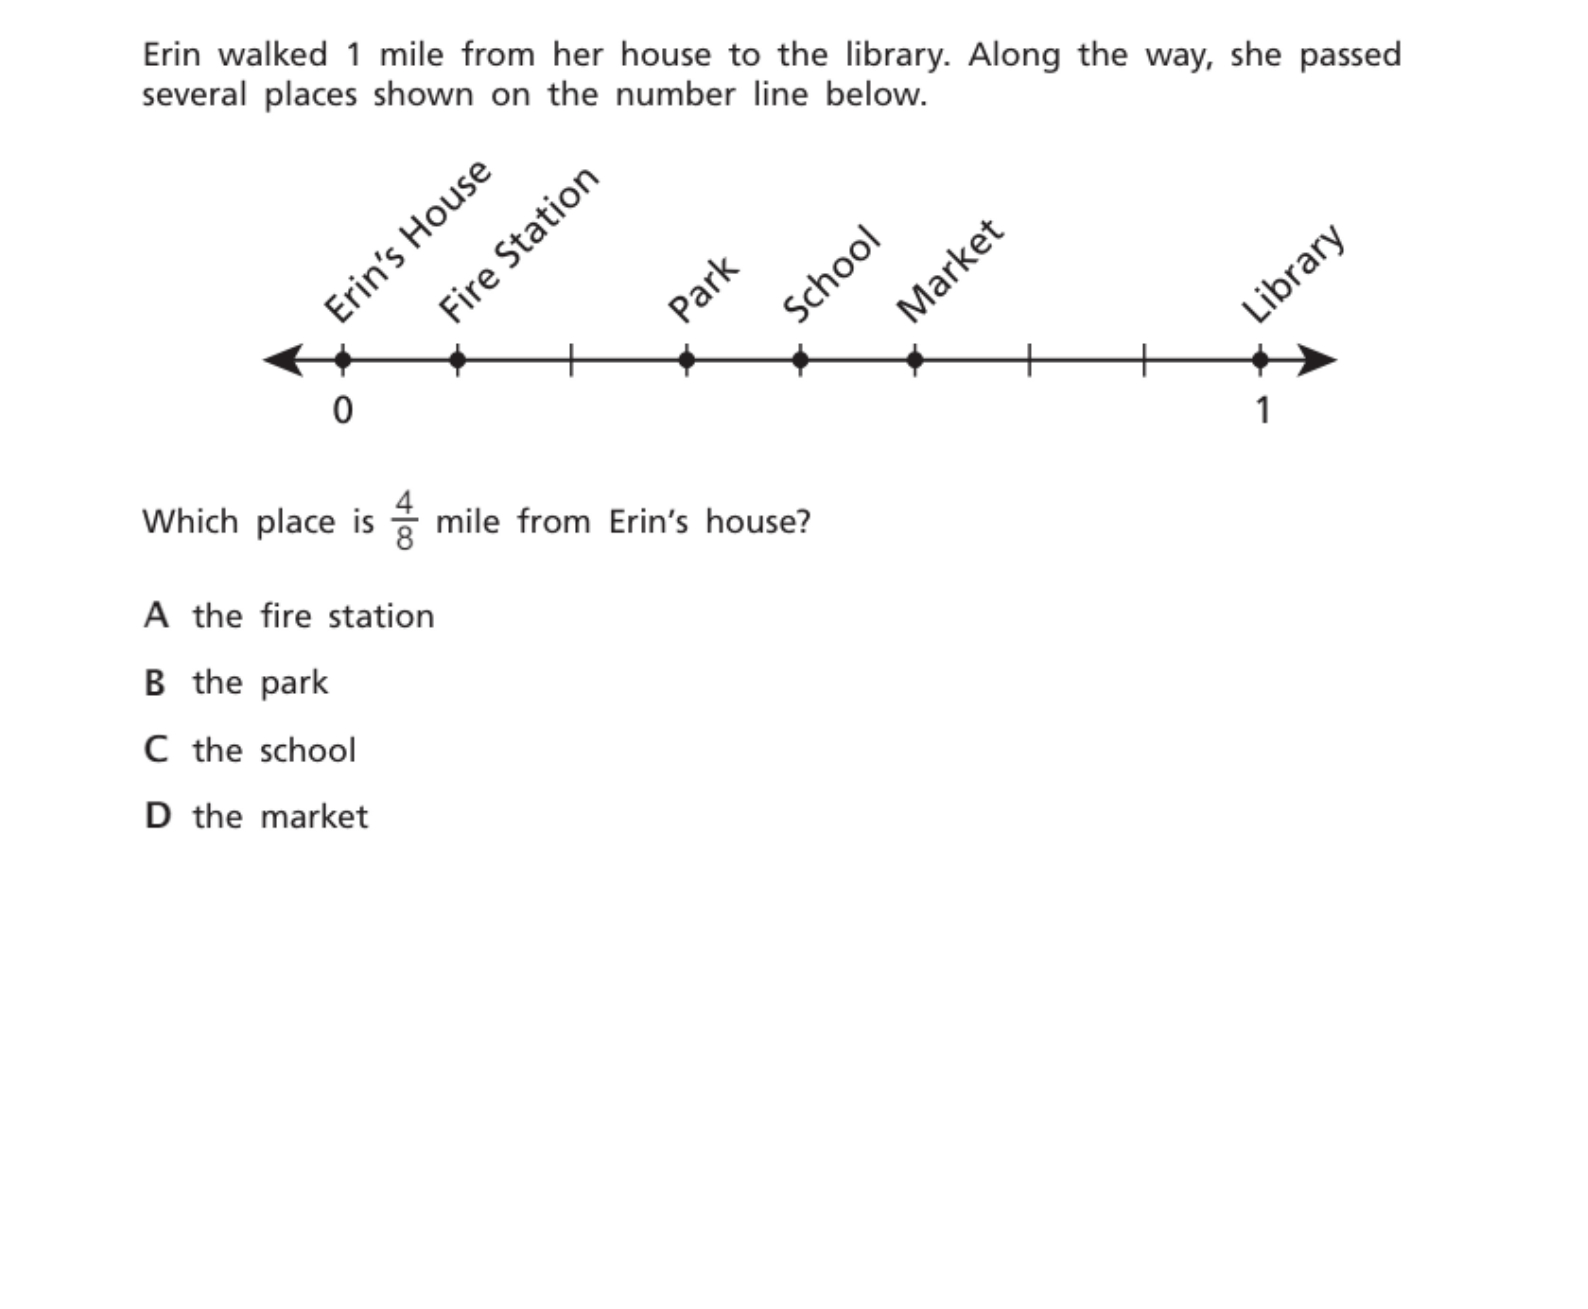 Erin walked 1 mile from her house to the library. Along the way, she passed
several places shown on the number line below.
Erin's House
Fire Station
Park
School
Market
Library
0
1
Which place is 4/8 mile from Erin's house?
A the fire station
B the park
C the school
D the market